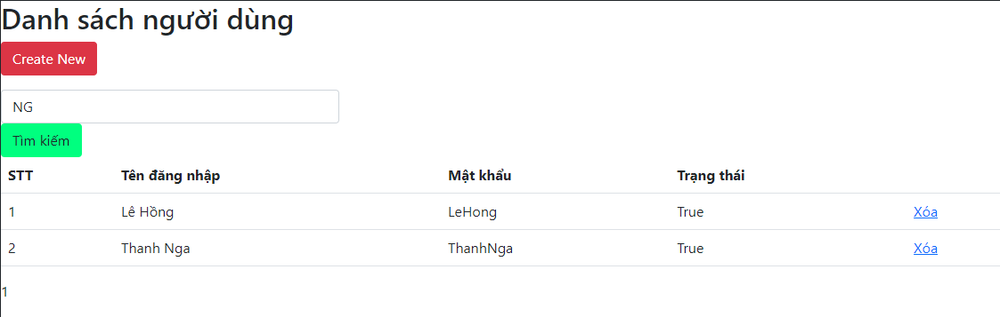 Danh sách người dùng
Create New
NG
Tìm kiếm
STT Tên đăng nhập Mật khẩu Trạng thái
1 Lê Hồng LeHong True Xóa
2 Thanh Nga ThanhNga True Xóa
1